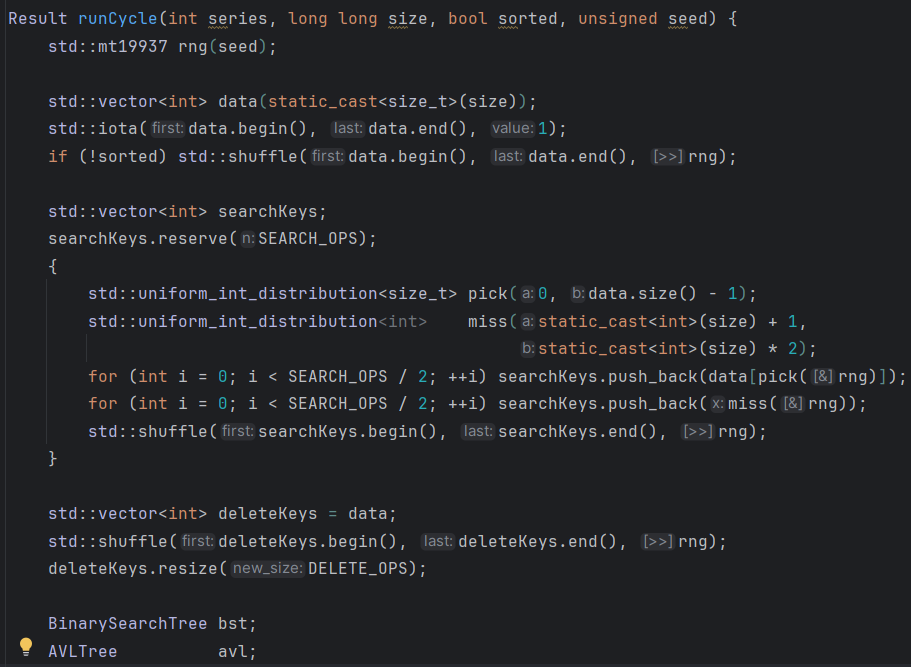 Result runCycle(int series, long long size, bool sorted, unsigned seed) {
    std::mt19937 rng(seed);

    std::vector<int> data(static_cast<size_t>(size));
    std::iota(first: data.begin(), last: data.end(), value: 1);
    if (!sorted) std::shuffle(first: data.begin(), last: data.end(), [>>] rng);

    std::vector<int> searchKeys;
    searchKeys.reserve(n: SEARCH_OPS);
    {
        std::uniform_int_distribution<size_t> pick(a: 0, b: data.size() - 1);
        std::uniform_int_distribution<int>    miss(a: static_cast<int>(size) + 1,
                                                   b: static_cast<int>(size) * 2);
        for (int i = 0; i < SEARCH_OPS / 2; ++i) searchKeys.push_back(data[pick([&] rng)]);
        for (int i = 0; i < SEARCH_OPS / 2; ++i) searchKeys.push_back(x: miss([&] rng));
        std::shuffle(first: searchKeys.begin(), last: searchKeys.end(), [>>] rng);
    }

    std::vector<int> deleteKeys = data;
    std::shuffle(first: deleteKeys.begin(), last: deleteKeys.end(), [>>] rng);
    deleteKeys.resize(new_size: DELETE_OPS);

    BinarySearchTree bst;
    AVLTree          avl;